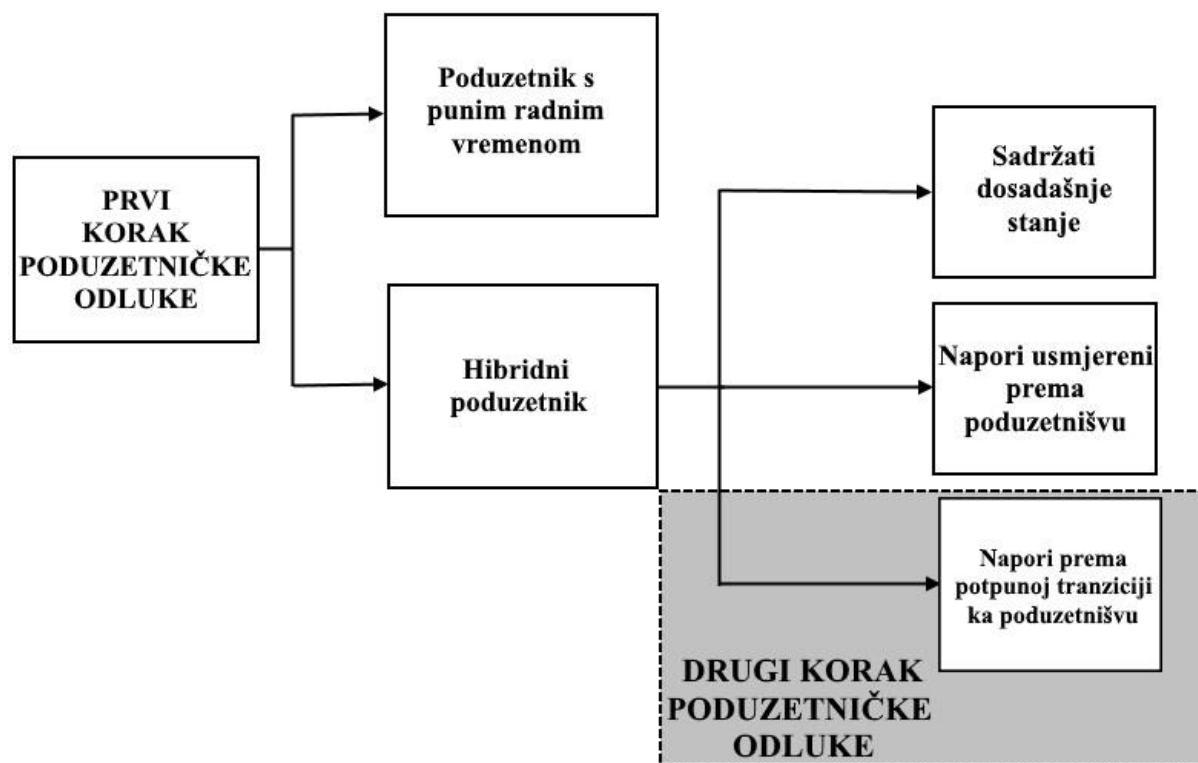 Poduzetnik s
punim radnim
vremenom
PRVI
KORAK
PODUZETNIČKE
ODLUKE
Sadržati
dosadašnje
stanje
Hibridni
poduzetnik
Napori usmjereni
prema
poduzetnišvu
Napori prema
potpunoj tranziciji
ka poduzetnišvu
DRUGI KORAK
PODUZETNIČKE
ODLUKE